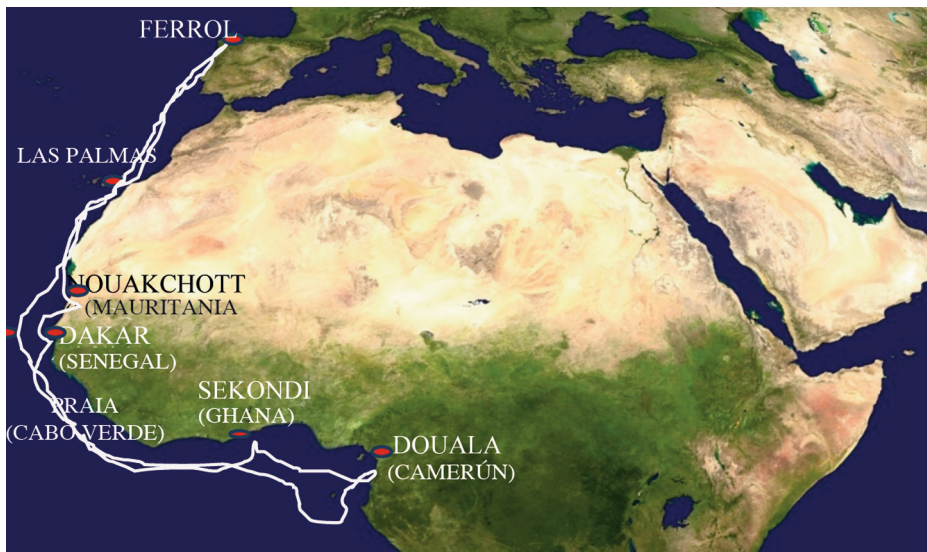 FERROL
LAS PALMAS
NOUAKCHOTT
(MAURITANIA
DAKAR
(SENEGAL)
SEKONDI
(GHANA)
PRAIA
(CABO VERDE)
DOUALA
(CAMERÚN)